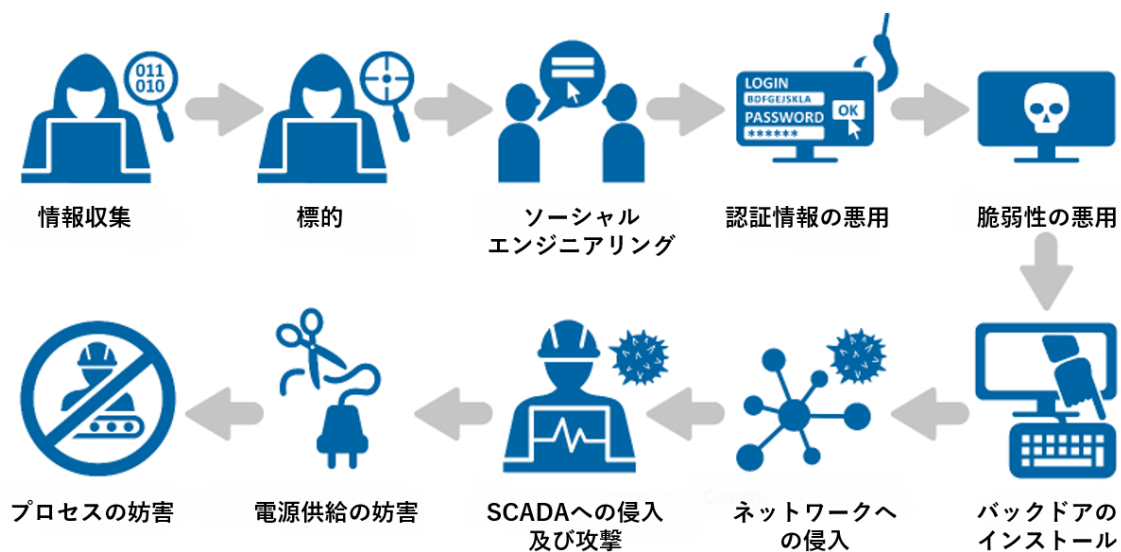 011
010
LOGIN
BDFGEJSKLA
PASSWORD
OK
******
情報収集
標的
ソーシャル
エンジニアリング
認証情報の悪用
脆弱性の悪用
プロセスの妨害
電源供給の妨害
SCADAへの侵入
及び攻撃
ネットワークへ
の侵入
バックドアの
インストール